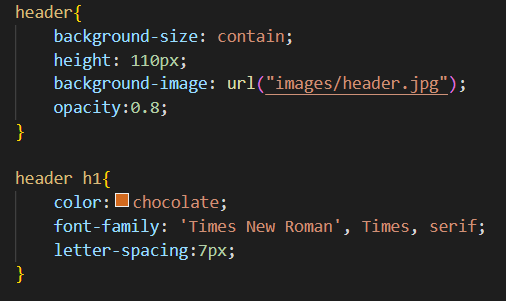 header{
    background-size: contain;
    height: 110px;
    background-image: url("images/header.jpg");
    opacity:0.8;
}

header h1{
    color:chocolate;
    font-family: 'Times New Roman', Times, serif;
    letter-spacing:7px;
}